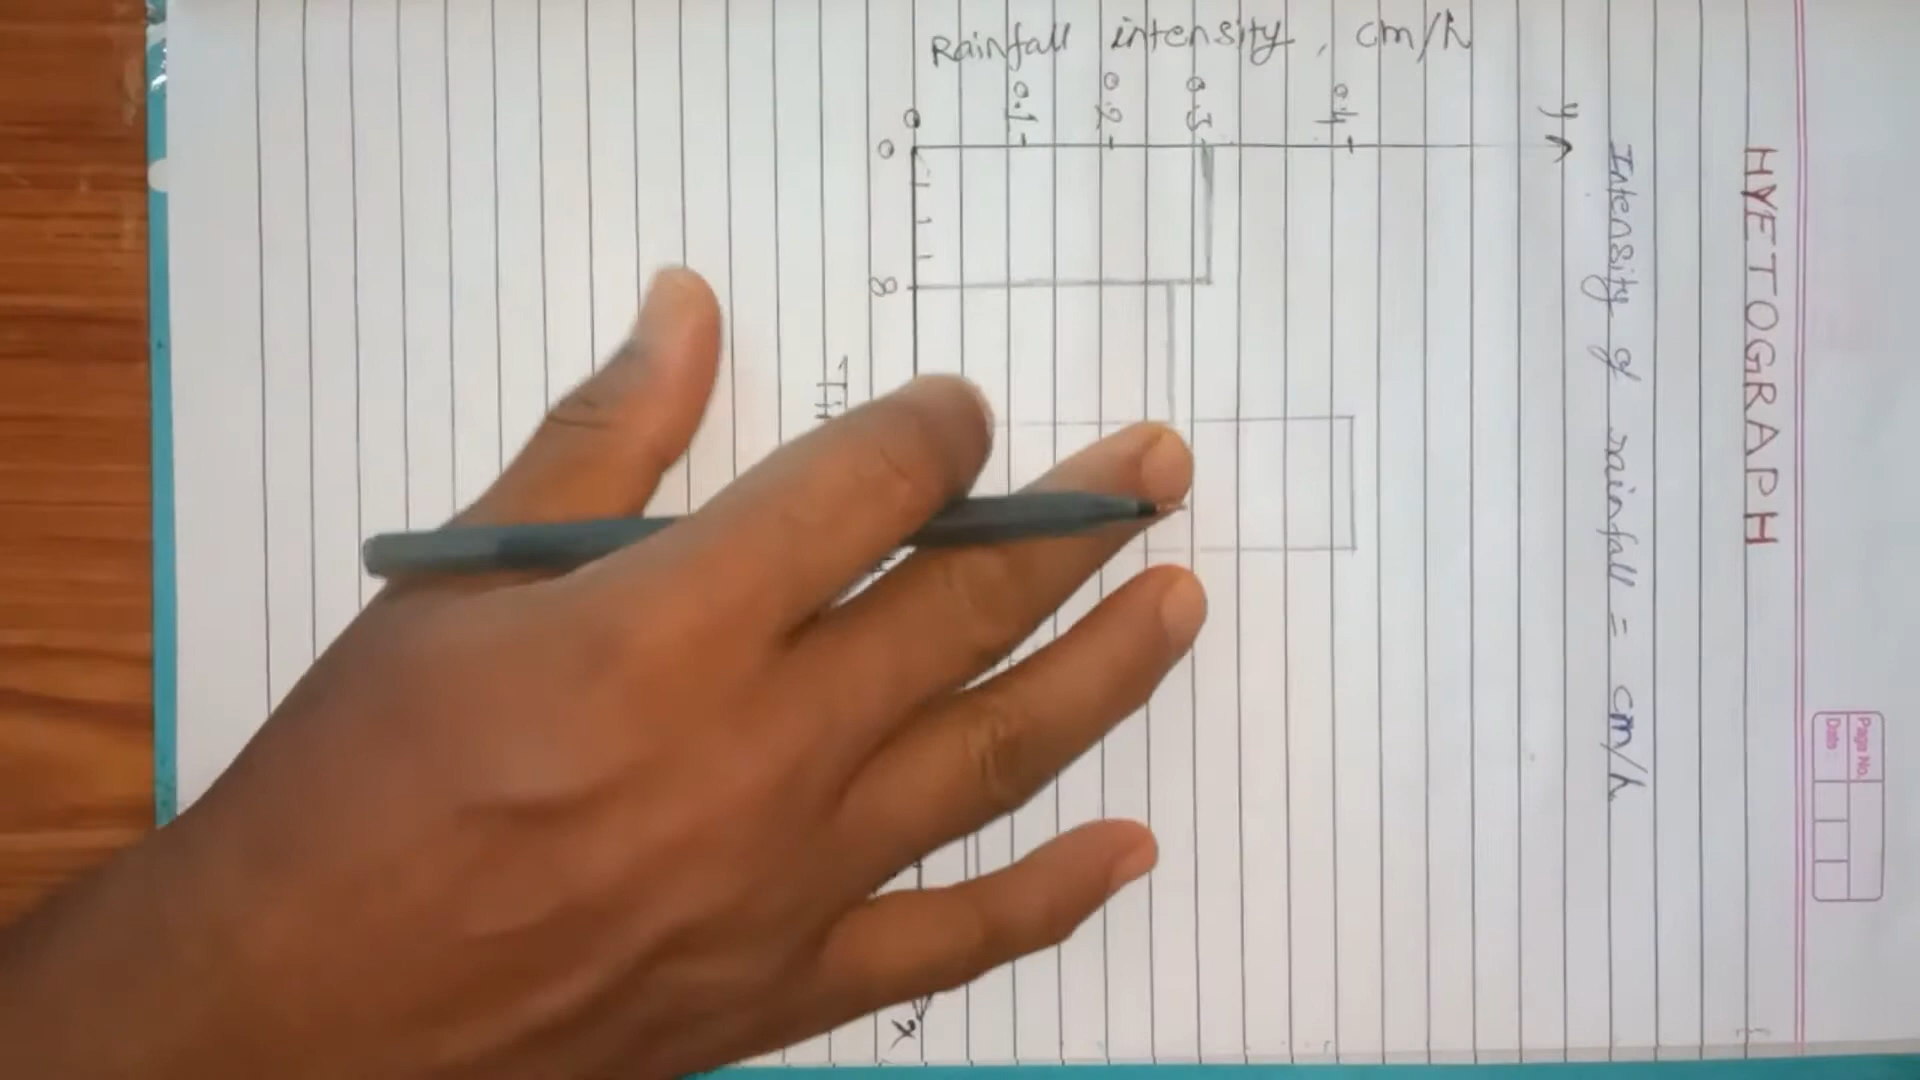 Page No.
Date
HYETOGRAPH
Intensity of rainfall = cm/h
y
Rainfall intensity, cm/h
0.4
0.3
0.2
0.1
0
0
8
x